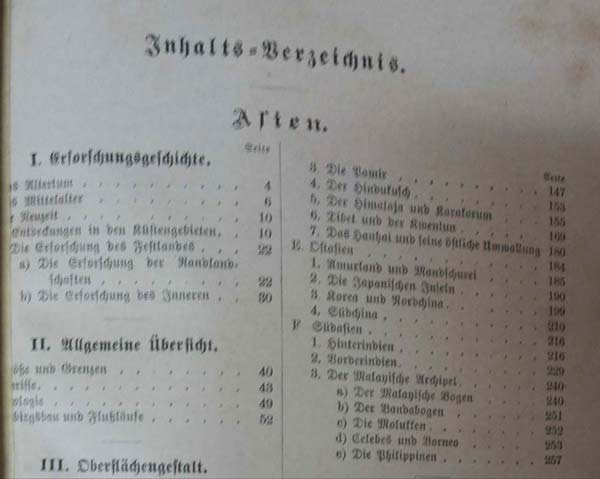 Inhalts-Verzeichnis.
Asien.
Seite
I. Erforschungsgeschichte.
s Altertum . . . . . . . . 4
s Mittelalter . . . . . . . 6
Neuzeit . . . . . . . . 10
Entdeckungen in den Küstengebieten . . 10
Die Erforschung des Festlandes . . . 22
a) Die Erforschung der Randland-
schaften . . . . . . . 22
b) Die Erforschung des Inneren . . 30
II. Allgemeine Übersicht.
öße und Grenzen . . . . . 40
risse . . . . . . . . 43
ologie . . . . . . . . 49
birgsbau und Flußläufe . . . . 52
III. Oberflächengestalt.
Seite
3. Die Pamir . . . . . . . 147
4. Der Hindukusch . . . . . . 153
5. Der Himalaja und Karakorum . . 155
6. Tibet und der Kwenlun . . . . 169
7. Das Hanhai und seine östliche Umwallung 180
E. Ostasien . . . . . . . 184
1. Amurland und Mandschurei . . . 185
2. Die Japanischen Inseln . . . . 190
3. Korea und Nordchina . . . . 199
4. Südchina . . . . . . . 210
F Südasien . . . . . . . 216
1. Hinterindien . . . . . . 216
2. Vorderindien . . . . . . 229
3. Der Malayische Archipel . . . . 240
a) Der Malayische Bogen . . . 240
b) Der Bandabogen . . . . 251
c) Die Molukken . . . . . 252
d) Celebes und Borneo . . . . 253
e) Die Philippinen . . . . . 257